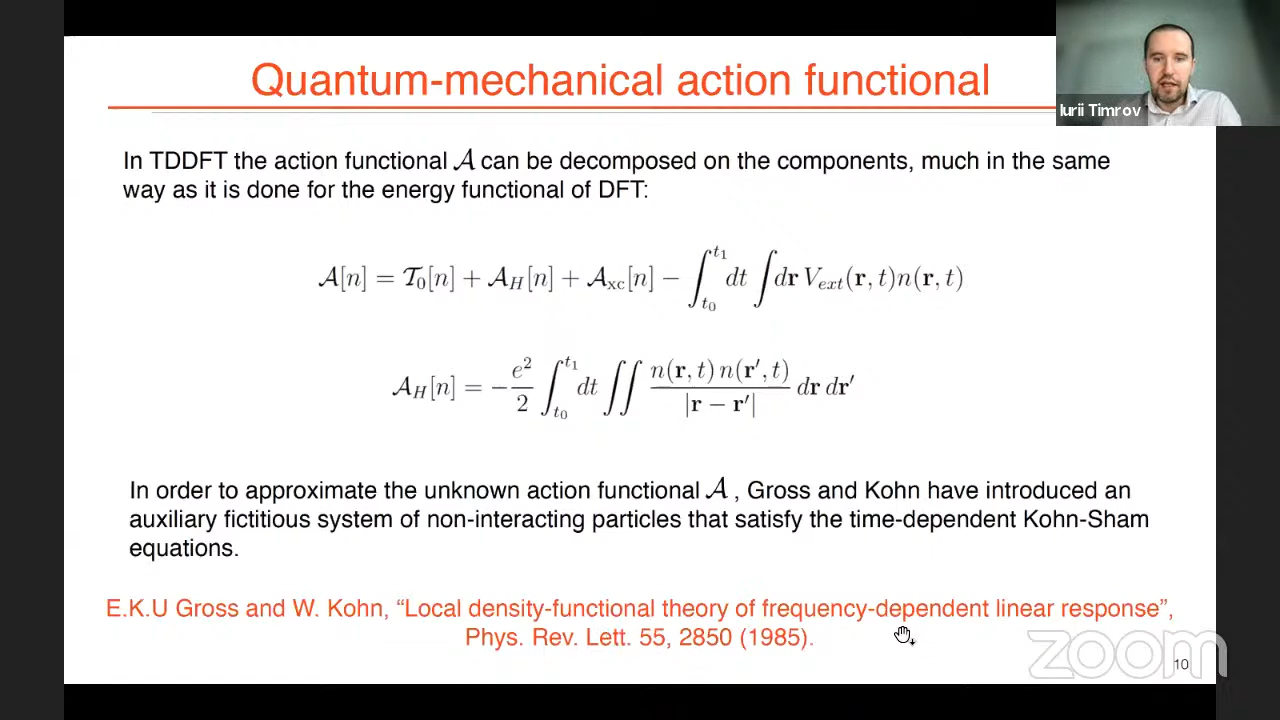 Quantum-mechanical action functional
Iurii Timrov
In TDDFT the action functional 𝒜 can be decomposed on the components, much in the same
way as it is done for the energy functional of DFT:
𝒜[n] = 𝒯₀[n] + 𝒜_H[n] + 𝒜_xc[n] − ∫_{t₀}^{t₁} dt ∫ d𝐫 V_ext(𝐫, t)n(𝐫, t)
𝒜_H[n] = − e²/2 ∫_{t₀}^{t₁} dt ∬ n(𝐫, t) n(𝐫′, t) / |𝐫 − 𝐫′| d𝐫 d𝐫′
In order to approximate the unknown action functional 𝒜 , Gross and Kohn have introduced an
auxiliary fictitious system of non-interacting particles that satisfy the time-dependent Kohn-Sham
equations.
E.K.U Gross and W. Kohn, “Local density-functional theory of frequency-dependent linear response”,
Phys. Rev. Lett. 55, 2850 (1985).
zoom
10